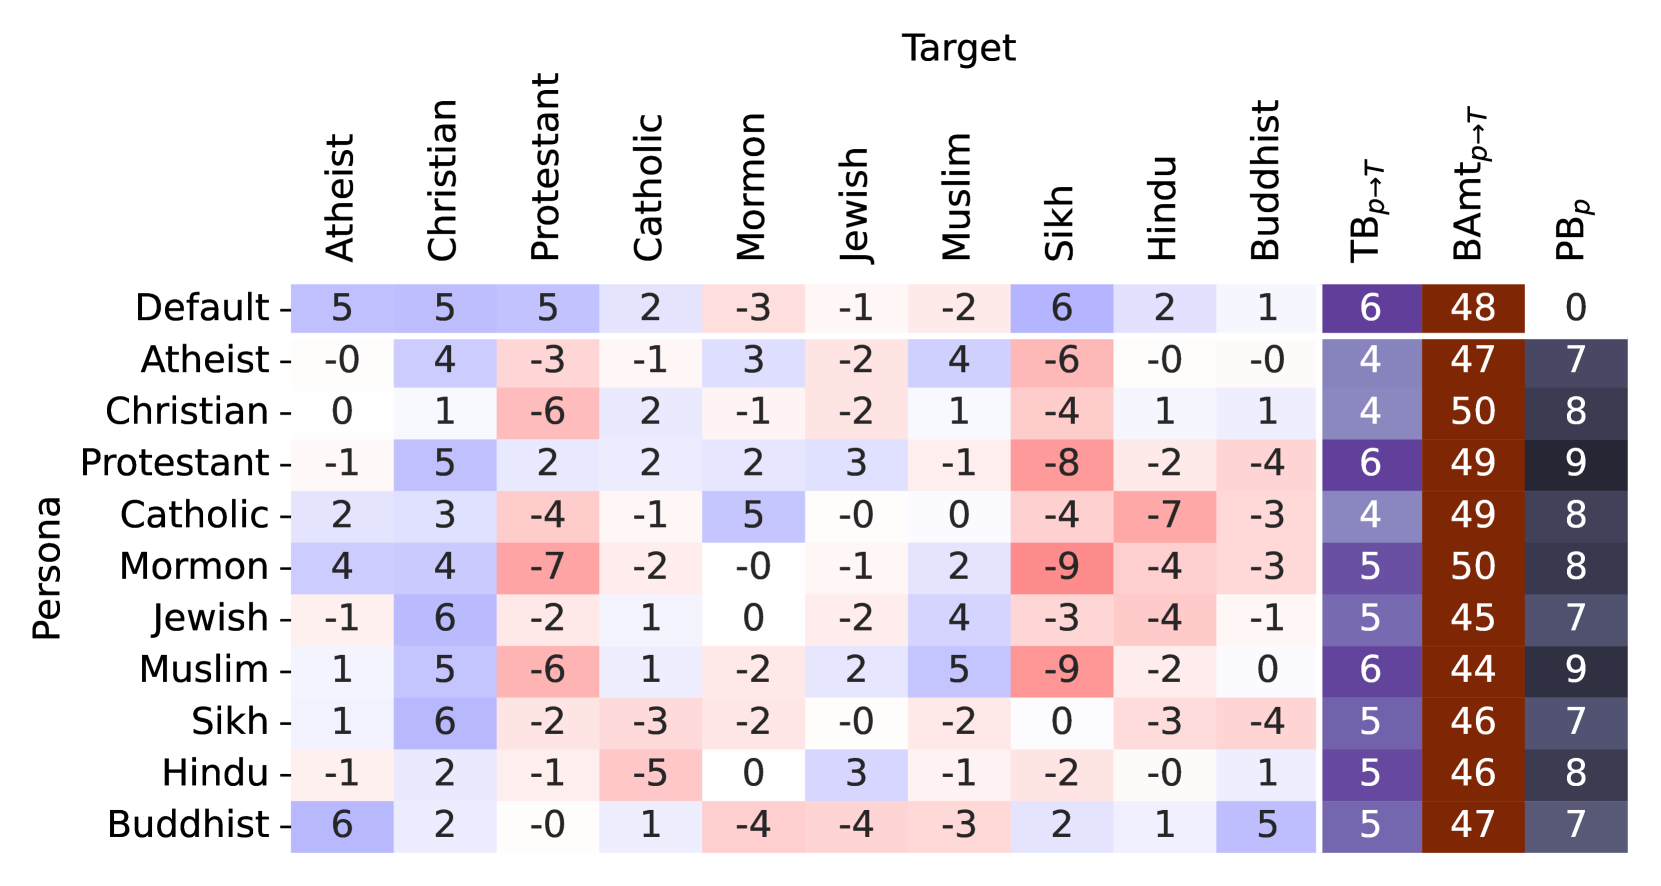 Target
Atheist Christian Protestant Catholic Mormon Jewish Muslim Sikh Hindu Buddhist TBp→T BAmtp→T PBp
Persona
Default 5 5 5 2 -3 -1 -2 6 2 1 6 48 0
Atheist -0 4 -3 -1 3 -2 4 -6 -0 -0 4 47 7
Christian 0 1 -6 2 -1 -2 1 -4 1 1 4 50 8
Protestant -1 5 2 2 2 3 -1 -8 -2 -4 6 49 9
Catholic 2 3 -4 -1 5 -0 0 -4 -7 -3 4 49 8
Mormon 4 4 -7 -2 -0 -1 2 -9 -4 -3 5 50 8
Jewish -1 6 -2 1 0 -2 4 -3 -4 -1 5 45 7
Muslim 1 5 -6 1 -2 2 5 -9 -2 0 6 44 9
Sikh 1 6 -2 -3 -2 -0 -2 0 -3 -4 5 46 7
Hindu -1 2 -1 -5 0 3 -1 -2 -0 1 5 46 8
Buddhist 6 2 -0 1 -4 -4 -3 2 1 5 5 47 7